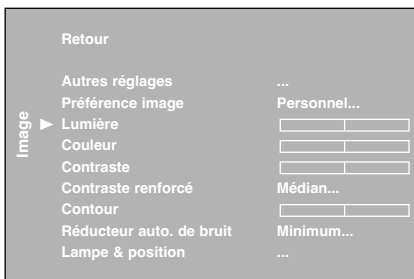 Retour
Autres réglages ...
Préférence image Personnel...
Image
Lumière
Couleur
Contraste
Contraste renforcé Médian...
Contour
Réducteur auto. de bruit Minimum...
Lampe & position ...